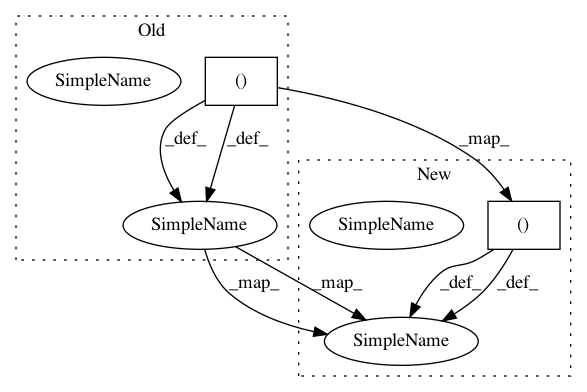 Old
SimpleName
()
_def_
_def_
_map_
New
SimpleName
SimpleName
()
_map_
_map_
_def_
_def_
SimpleName